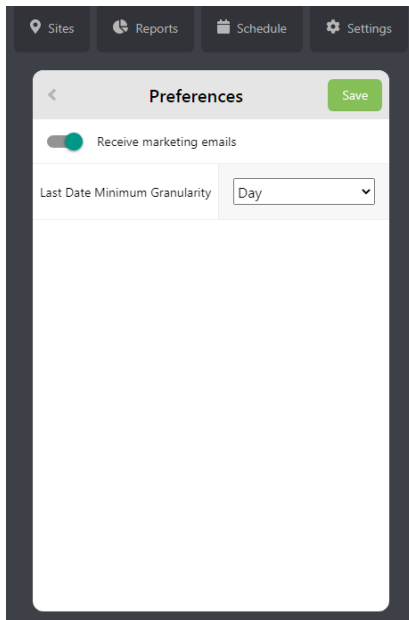 Sites Reports Schedule Settings
Preferences Save
Receive marketing emails
Last Date Minimum Granularity Day